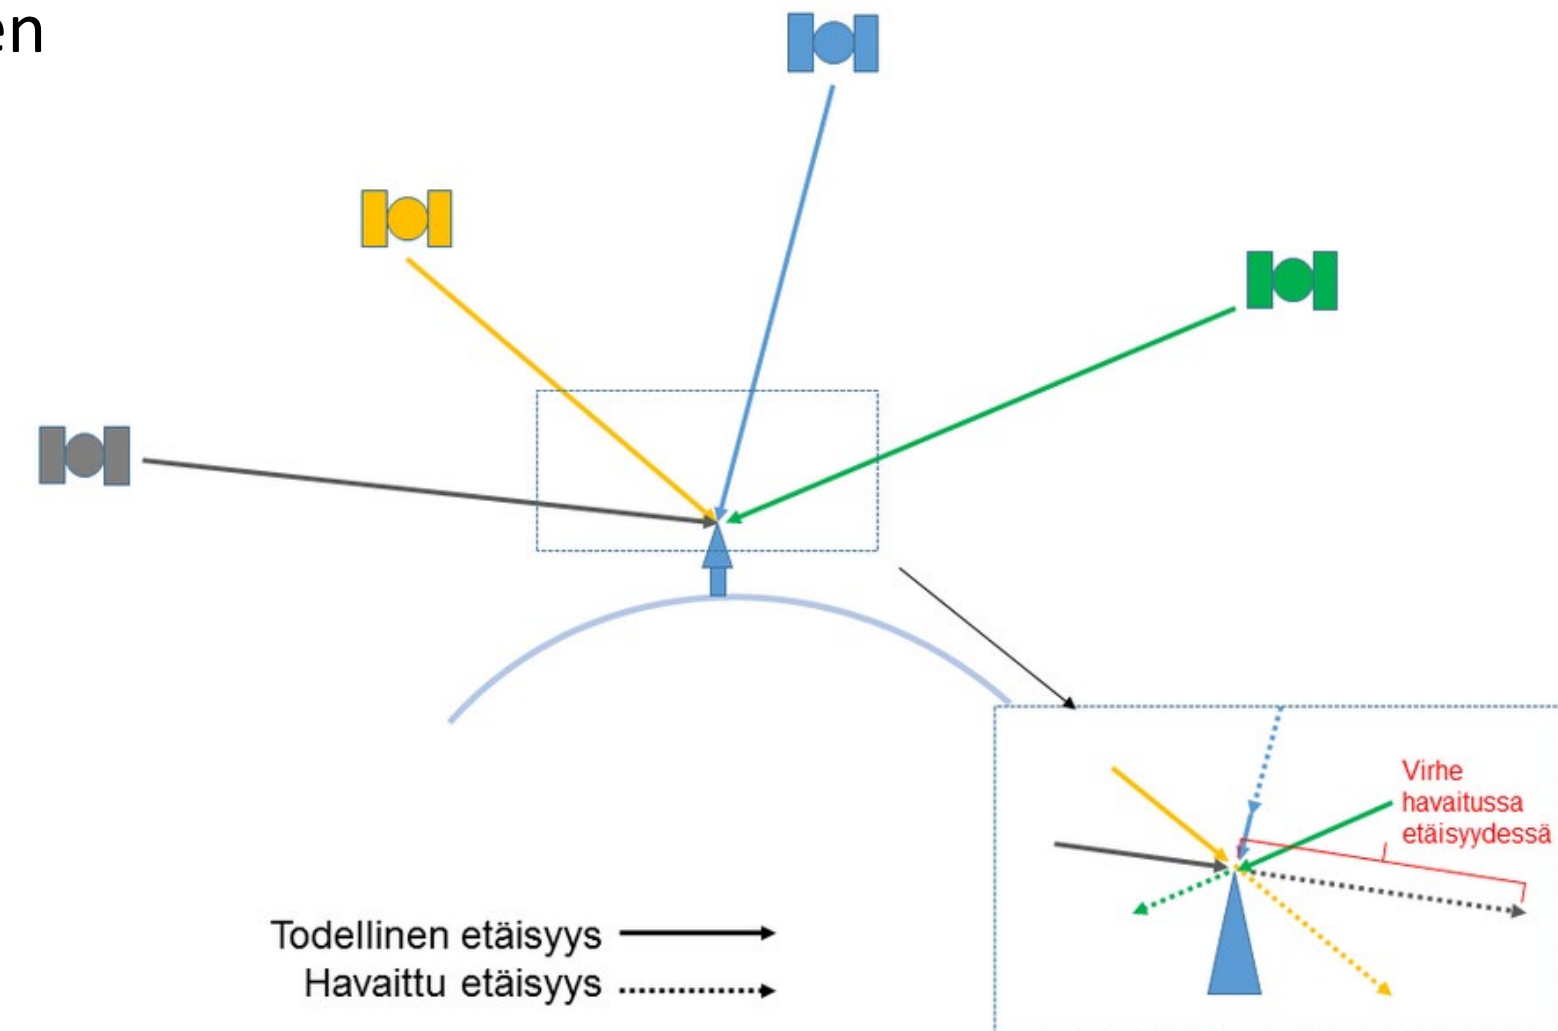 en
Virhe
havaitussa
etäisyydessä
Todellinen etäisyys
Havaittu etäisyys